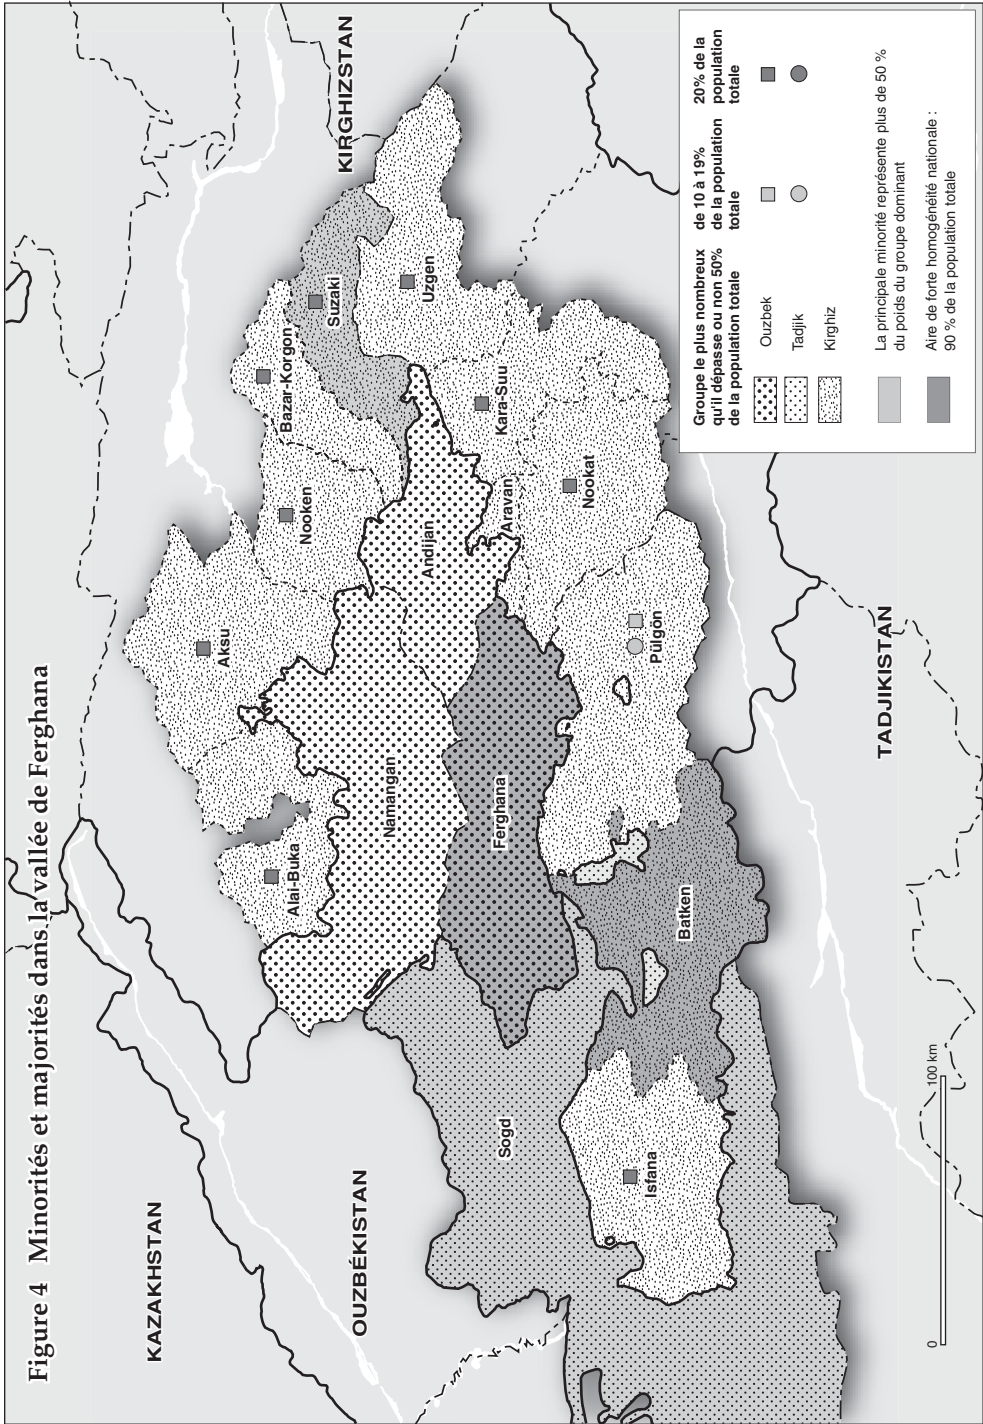 Figure 4 Minorités et majorités dans la vallée de Ferghana
KAZAKHSTAN
OUZBÉKISTAN
KIRGHIZSTAN
TADJIKISTAN
Alal-Buka
Aksu
Nooken
Bazar-Korgon
Suzaki
Uzgen
Namangan
Andijan
Kara-Suu
Aravan
Nookat
Ferghana
Pülgon
Sogd
Batken
Isfana
0
100 km
Groupe le plus nombreux
qu'il dépasse ou non 50%
de la population totale
de 10 à 19%
de la population
totale
20% de la
population
totale
Ouzbek
Tadjik
Kirghiz
La principale minorité représente plus de 50 %
du poids du groupe dominant
Aire de forte homogénéité nationale :
90 % de la population totale